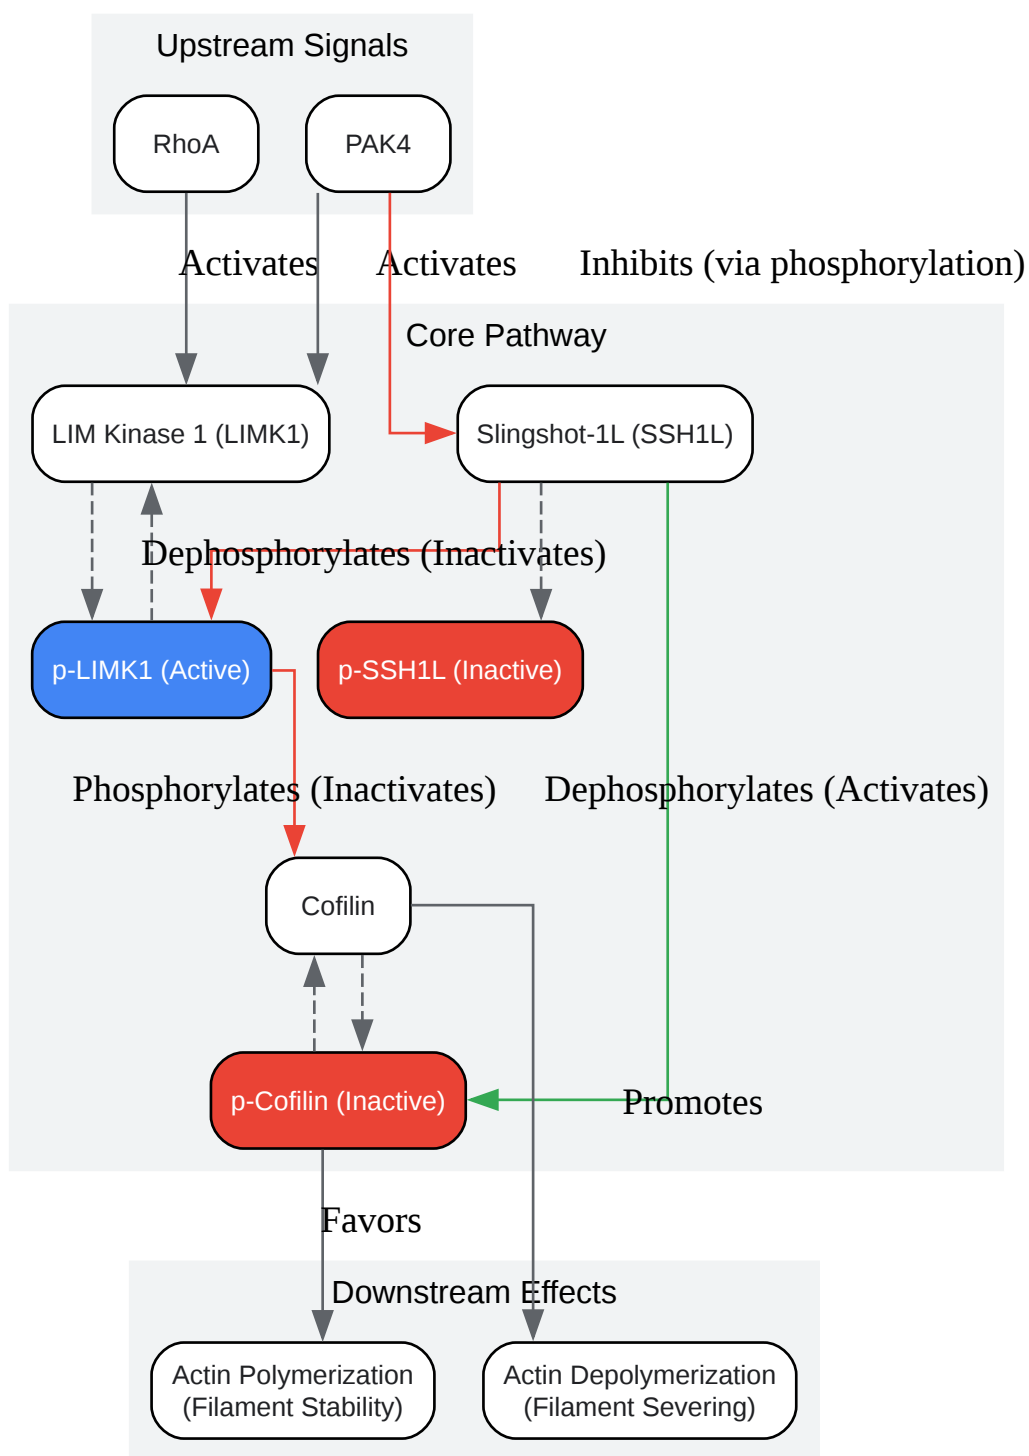 Upstream Signals
RhoA
PAK4
Activates
Activates
Inhibits (via phosphorylation)
Core Pathway
LIM Kinase 1 (LIMK1)
Slingshot-1L (SSH1L)
Dephosphorylates (Inactivates)
p-LIMK1 (Active)
p-SSH1L (Inactive)
Phosphorylates (Inactivates)
Dephosphorylates (Activates)
Cofilin
p-Cofilin (Inactive)
Promotes
Favors
Downstream Effects
Actin Polymerization
(Filament Stability)
Actin Depolymerization
(Filament Severing)